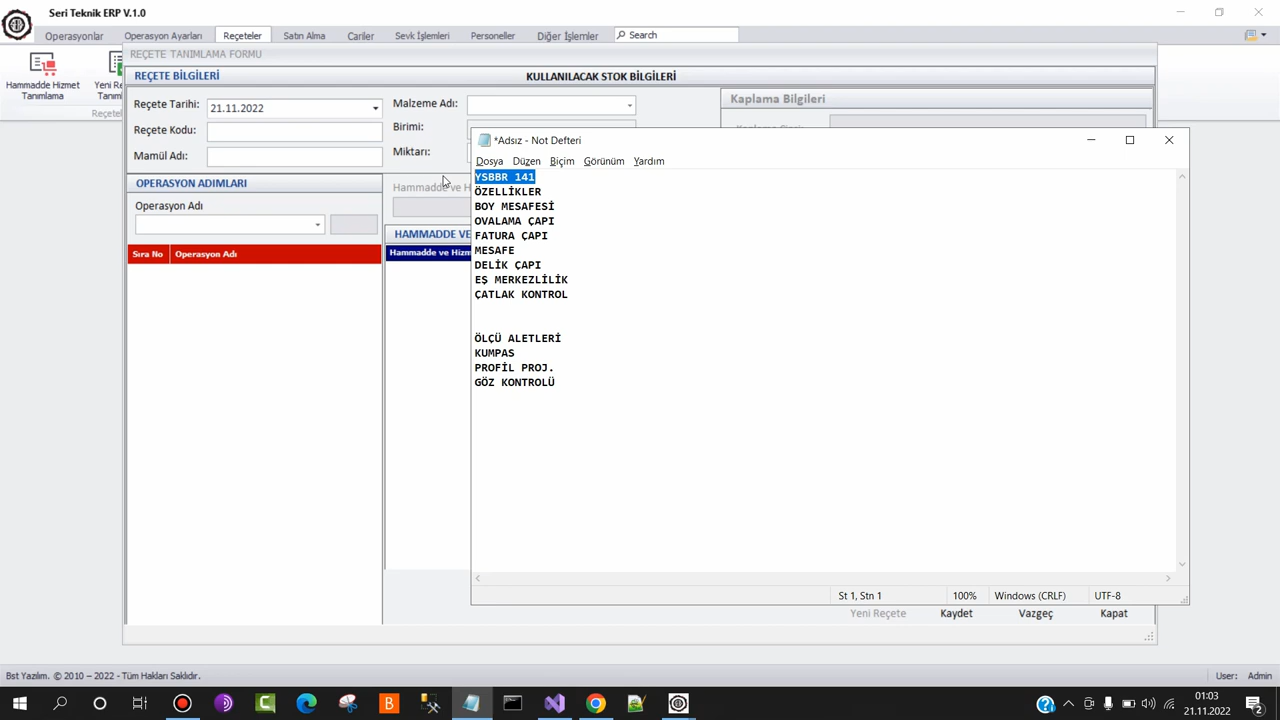 Seri Teknik ERP V.1.0
Operasyonlar
Operasyon Ayarları
Reçeteler
Satın Alma
Cariler
Sevk İşlemleri
Personeller
Diğer İşlemler
Search
REÇETE TANIMLAMA FORMU
Hammadde Hizmet
Tanımlama
REÇETE BİLGİLERİ
KULLANILACAK STOK BİLGİLERİ
Reçete Tarihi:
21.11.2022
Malzeme Adı:
Kaplama Bilgileri
Reçete Kodu:
Birimi:
Mamül Adı:
Miktarı:
OPERASYON ADIMLARI
Operasyon Adı
HAMMADDE VE
Sıra No
Operasyon Adı
*Adsız - Not Defteri
Dosya
Düzen
Biçim
Görünüm
Yardım
YSBBR 141
ÖZELLİKLER
BOY MESAFESİ
OVALAMA ÇAPI
FATURA ÇAPI
MESAFE
DELİK ÇAPI
EŞ MERKEZLİLİK
ÇATLAK KONTROL
ÖLÇÜ ALETLERİ
KUMPAS
PROFİL PROJ.
GÖZ KONTROLÜ
St 1, Stn 1
100%
Windows (CRLF)
UTF-8
Yeni Reçete
Kaydet
Vazgeç
Kapat
Bst Yazılım. © 2010 – 2022 - Tüm Hakları Saklıdır.
User:
Admin
01:03
21.11.2022